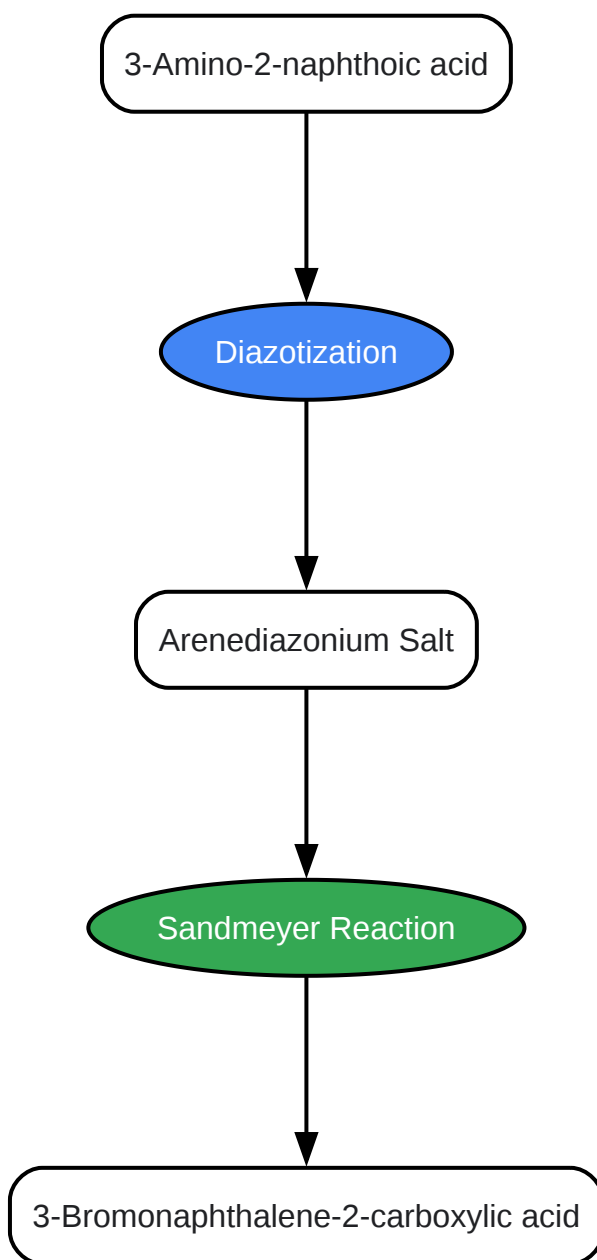 3-Amino-2-naphthoic acid
Diazotization
Arenediazonium Salt
Sandmeyer Reaction
3-Bromonaphthalene-2-carboxylic acid